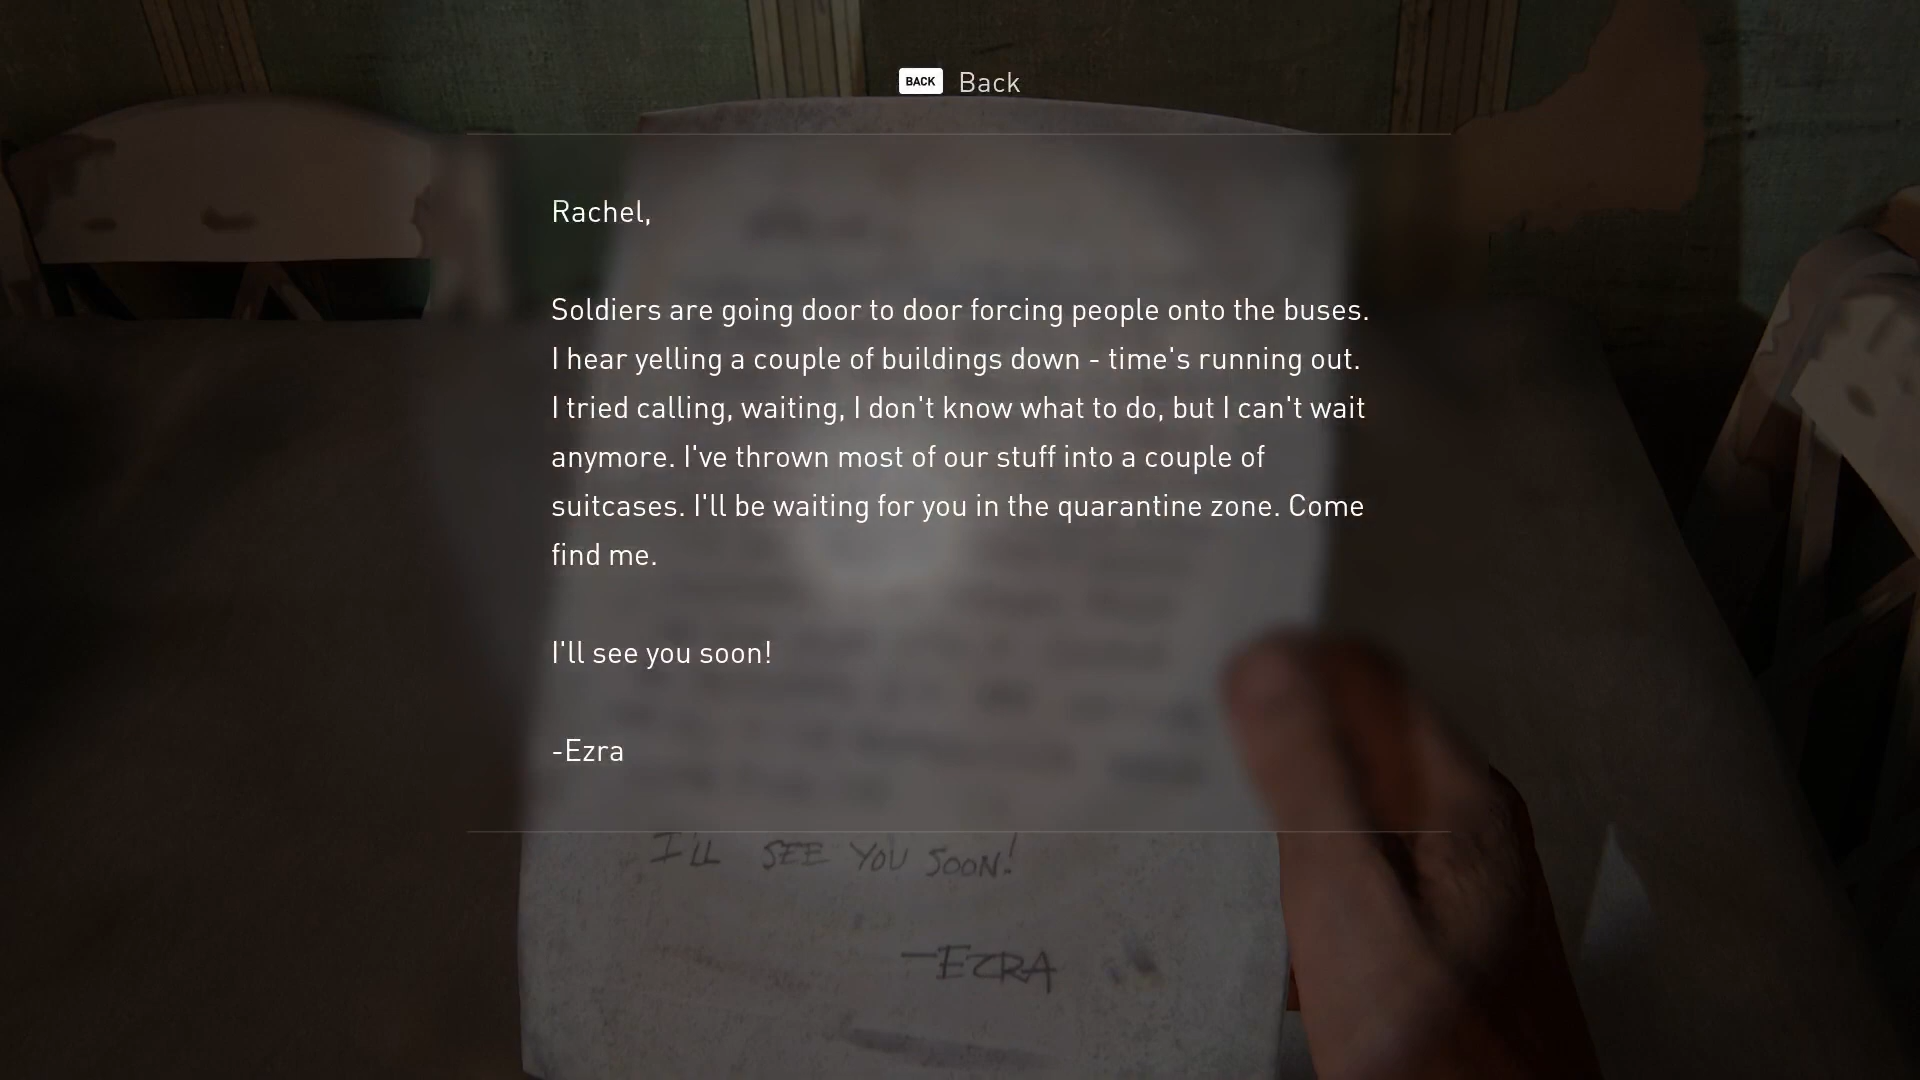 BACK Back
Rachel,
Soldiers are going door to door forcing people onto the buses.
I hear yelling a couple of buildings down - time's running out.
I tried calling, waiting, I don't know what to do, but I can't wait
anymore. I've thrown most of our stuff into a couple of
suitcases. I'll be waiting for you in the quarantine zone. Come
find me.
I'll see you soon!
-Ezra
I'LL SEE YOU SOON!
-EZRA